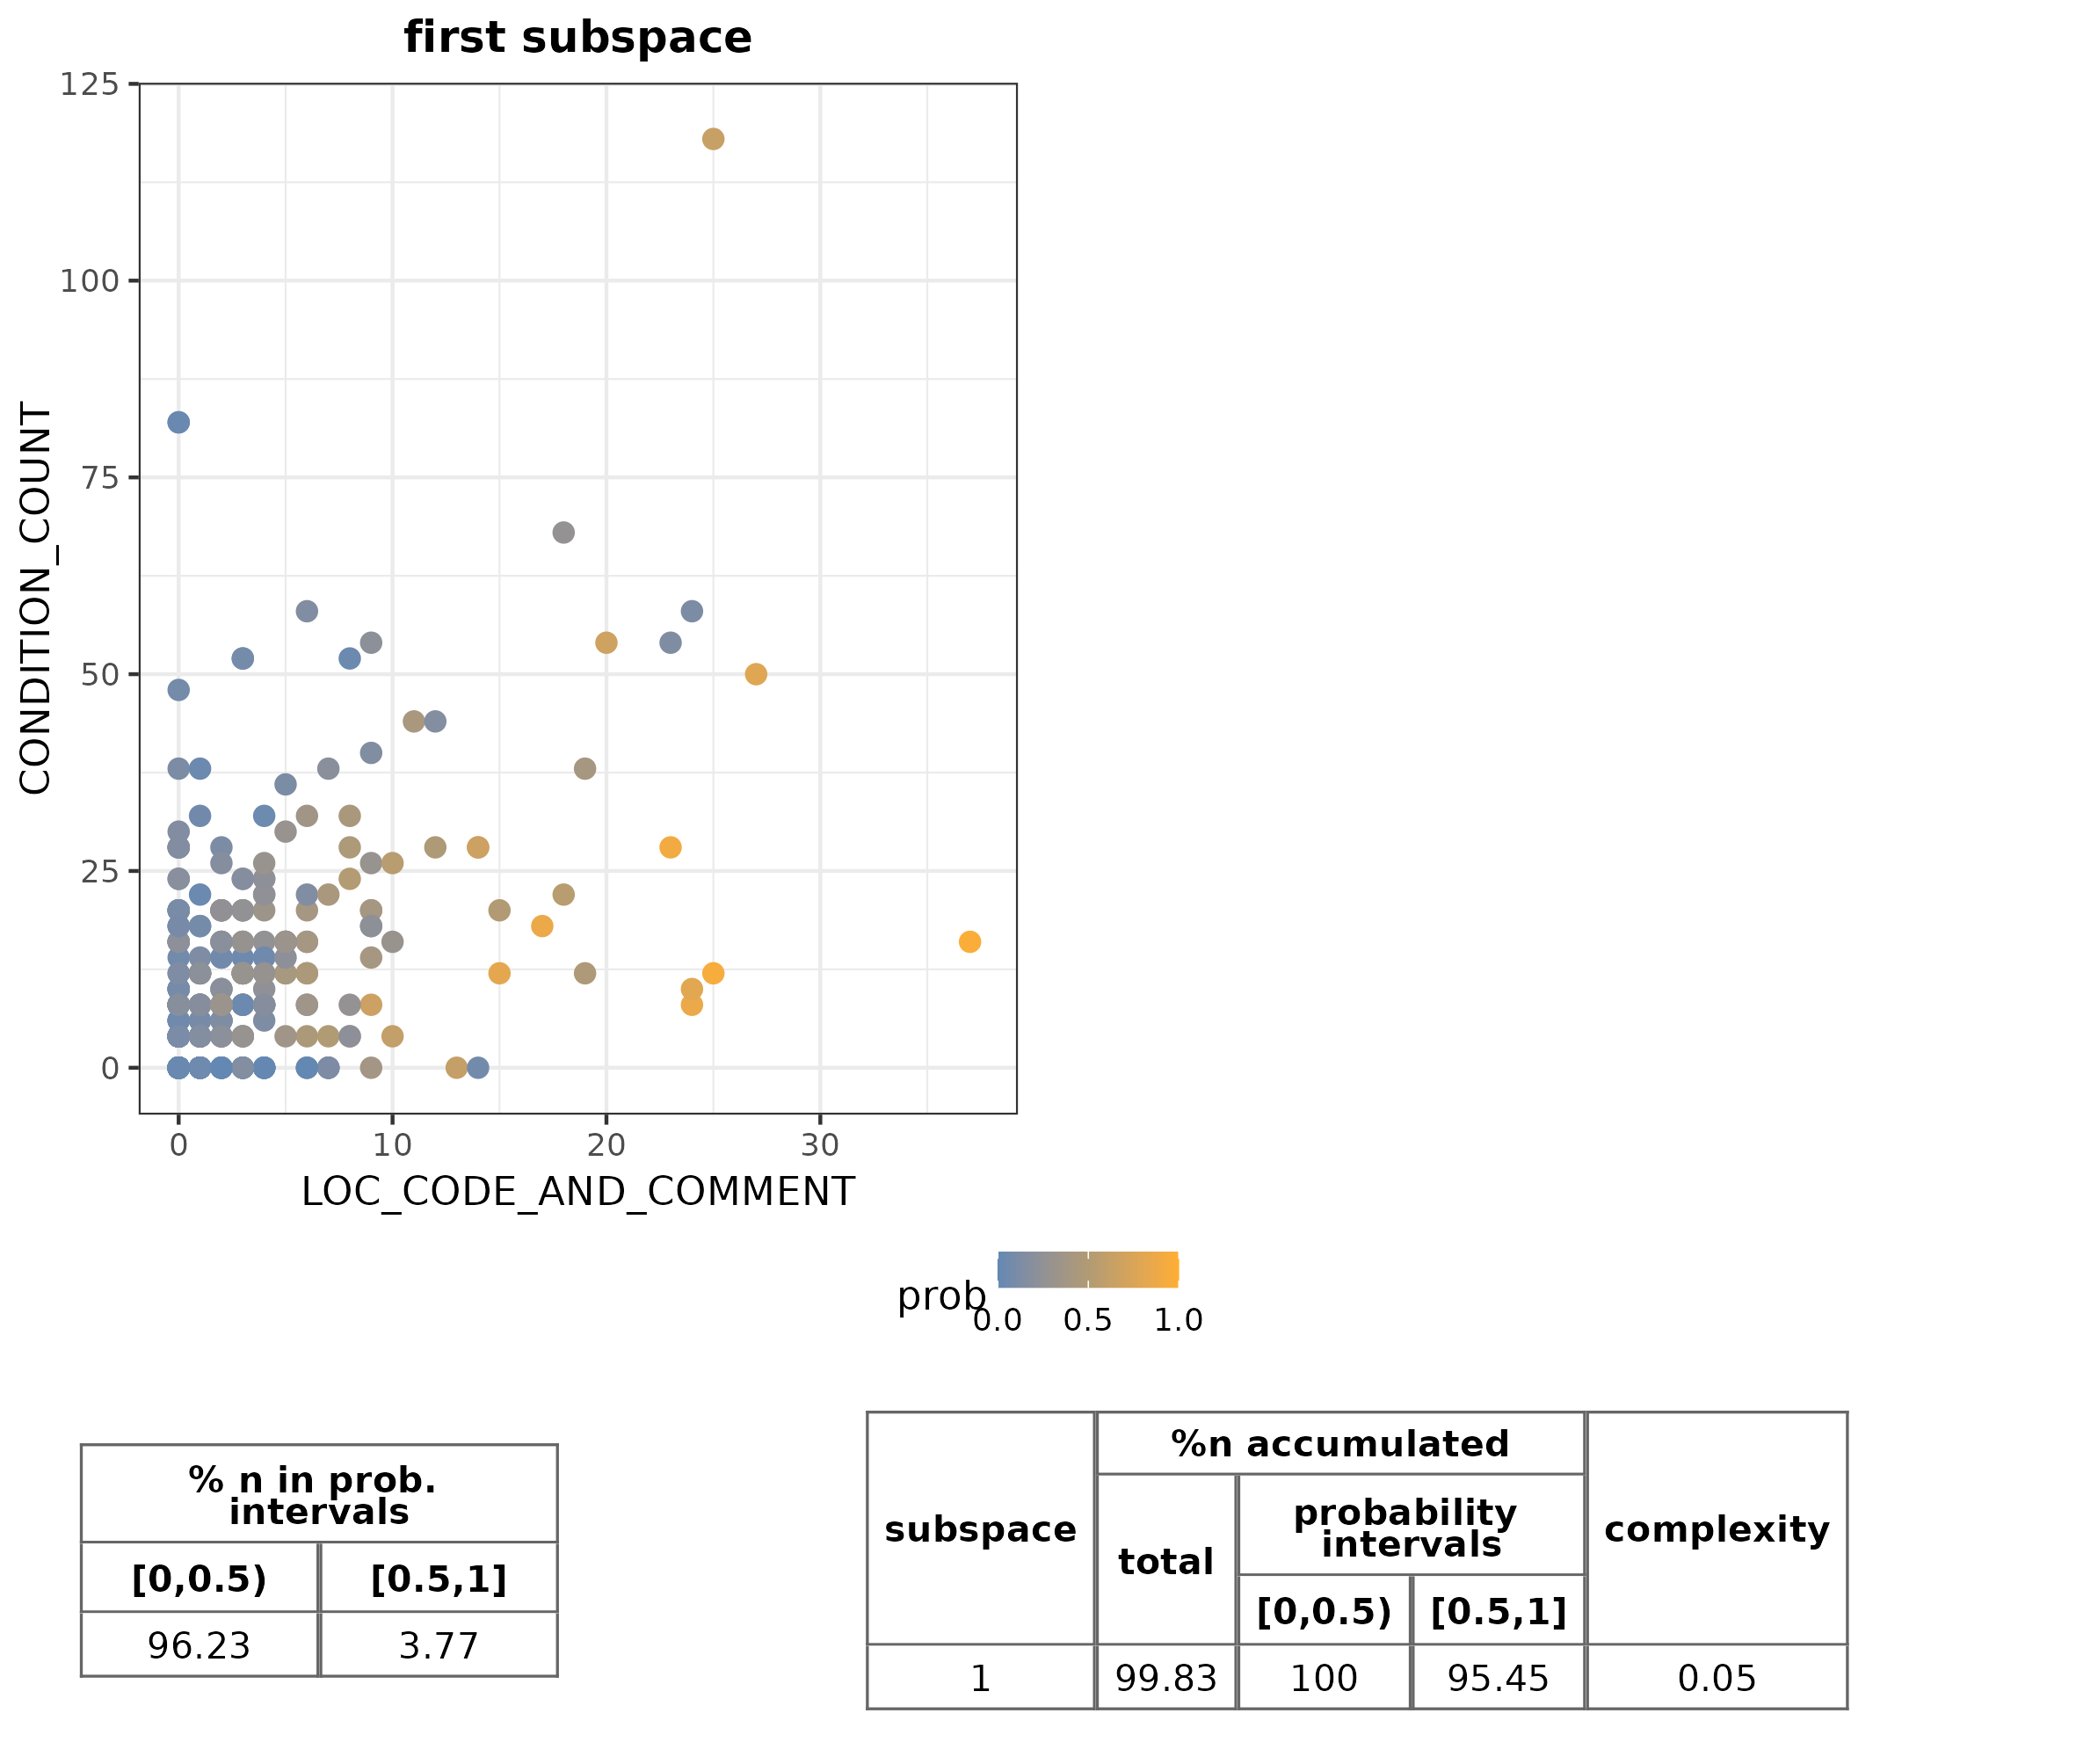 first subspace
125
100
75
50
25
0
CONDITION_COUNT
0 10 20 30
LOC_CODE_AND_COMMENT
prob
0.0 0.5 1.0
% n in prob.
intervals
[0,0.5) [0.5,1]
96.23 3.77
subspace
%n accumulated
total
probability
intervals
[0,0.5) [0.5,1]
complexity
1 99.83 100 95.45 0.05